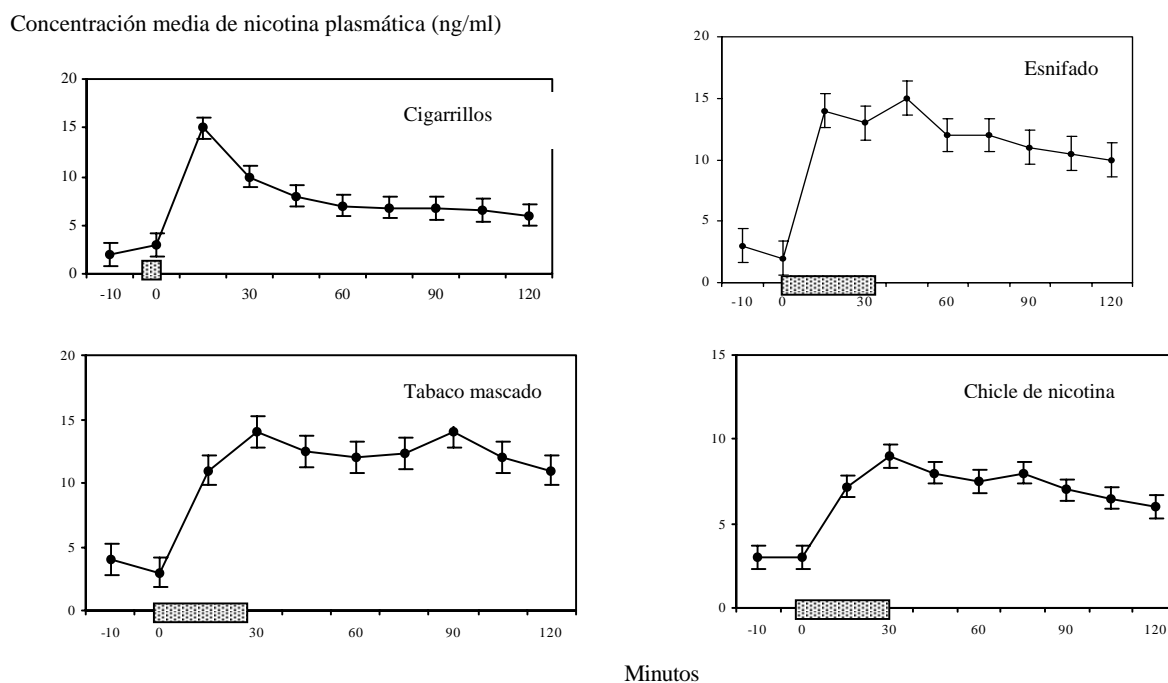 Concentración media de nicotina plasmática (ng/ml)
20
15
10
5
0
Cigarrillos
-10 0 30 60 90 120
20
15
10
5
0
Esnifado
-10 0 30 60 90 120
20
15
10
5
0
Tabaco mascado
-10 0 30 60 90 120
15
10
5
0
Chicle de nicotina
-10 0 30 60 90 120
Minutos